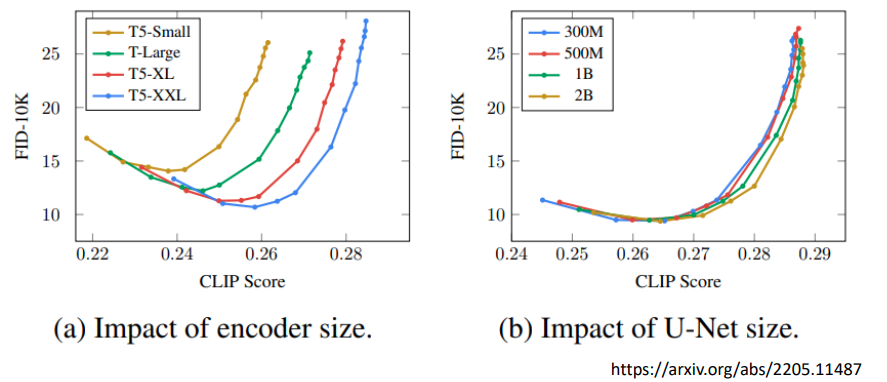 T5-Small
T-Large
T5-XL
T5-XXL
25
20
15
10
FID-10K
0.22
0.24
0.26
0.28
CLIP Score
(a) Impact of encoder size.
300M
500M
1B
2B
25
20
15
10
FID-10K
0.24
0.25
0.26
0.27
0.28
0.29
CLIP Score
(b) Impact of U-Net size.
https://arxiv.org/abs/2205.11487